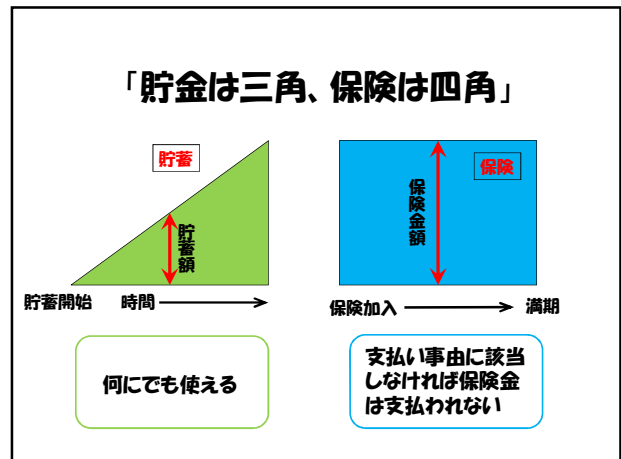 「貯金は三角、保険は四角」
貯蓄
貯蓄額
貯蓄開始 時間
何にでも使える
保険
保険金額
保険加入 満期
支払い事由に該当
しなければ保険金
は支払われない